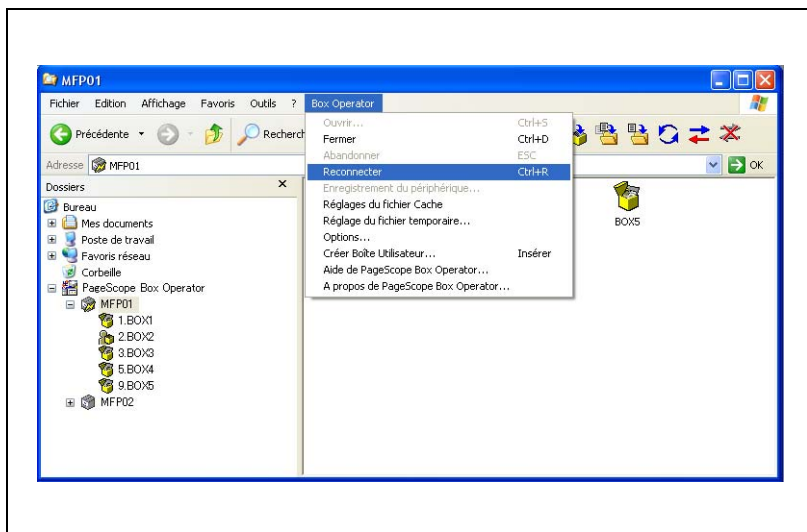 MFP01
Fichier Edition Affichage Favoris Outils ? Box Operator
Précédente Recherch
Adresse MFP01 OK
Dossiers ×
Bureau
Mes documents
Poste de travail
Favoris réseau
Corbeille
PageScope Box Operator
MFP01
1.BOX1
2.BOX2
3.BOX3
5.BOX4
9.BOX5
MFP02
Ouvrir... Ctrl+S
Fermer Ctrl+D
Abandonner ESC
Reconnecter Ctrl+R
Enregistrement du périphérique...
Réglages du fichier Cache
Réglage du fichier temporaire...
Options...
Créer Boîte Utilisateur... Insérer
Aide de PageScope Box Operator...
A propos de PageScope Box Operator...
BOX5